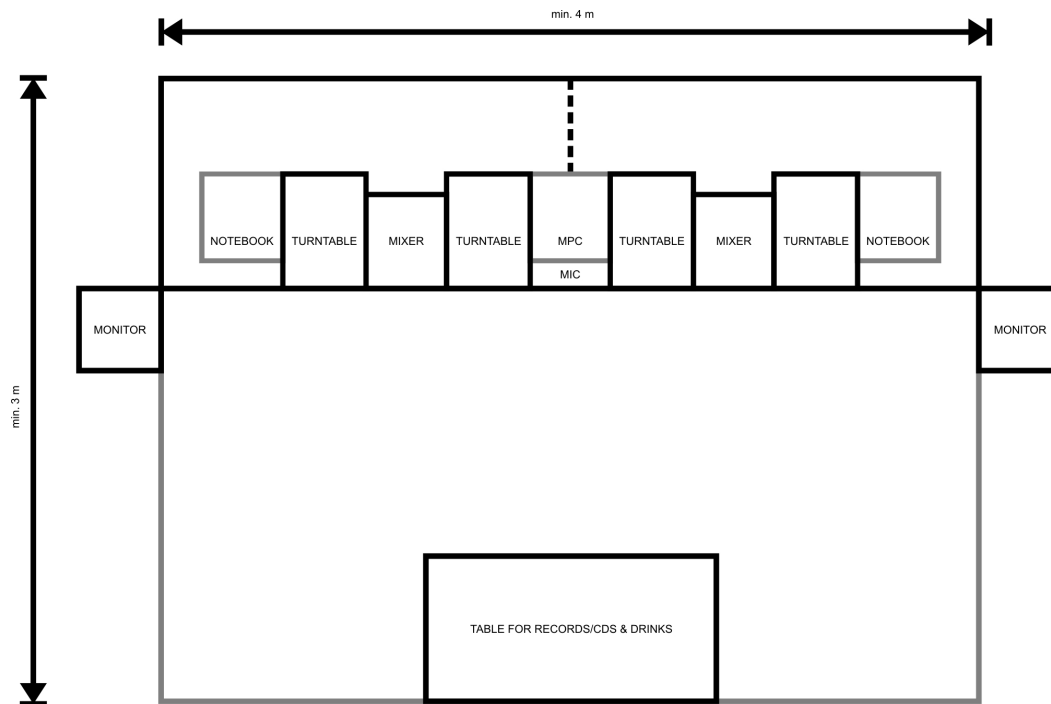 min. 4 m
NOTEBOOK TURNTABLE MIXER TURNTABLE MPC TURNTABLE MIXER TURNTABLE NOTEBOOK
MIC
MONITOR MONITOR
min. 3 m
TABLE FOR RECORDS/CDS & DRINKS